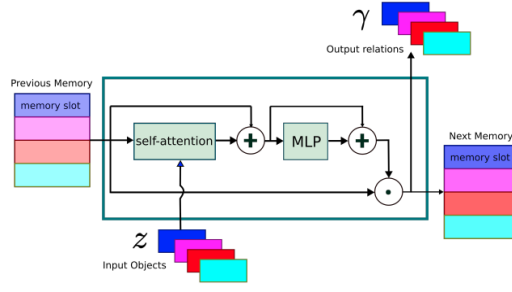 γ
Output relations
Previous Memory
memory slot
self-attention
+
MLP
+
Next Memory
memory slot
z
Input Objects